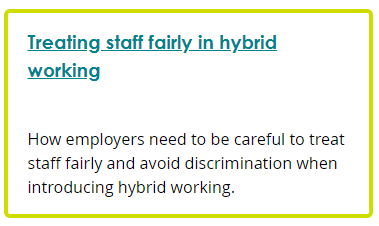 Treating staff fairly in hybrid
working
How employers need to be careful to treat
staff fairly and avoid discrimination when
introducing hybrid working.